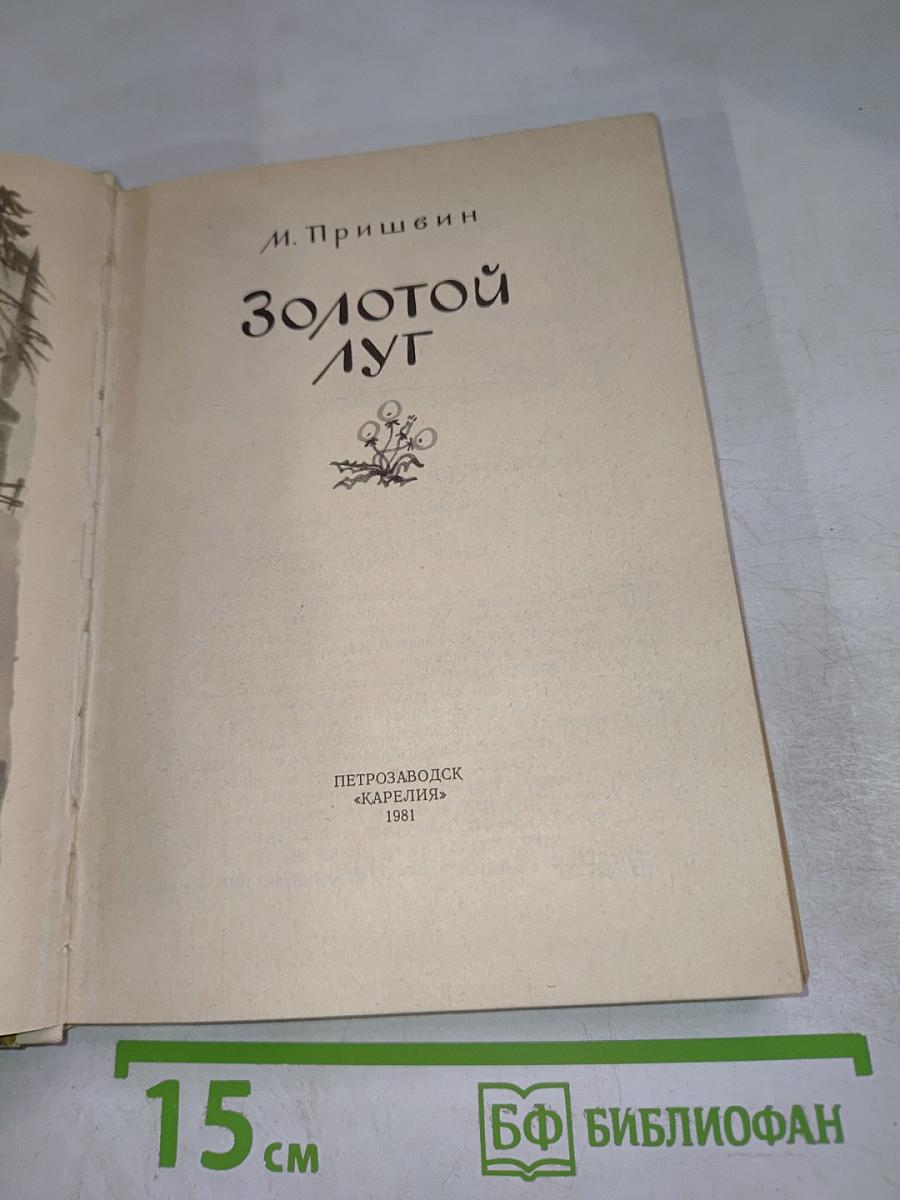 М. Пришвин
ЗОЛОТОЙ
ЛУГ
ПЕТРОЗАВОДСК
«КАРЕЛИЯ»
1981
15 см
БФ БИБЛИОФАН